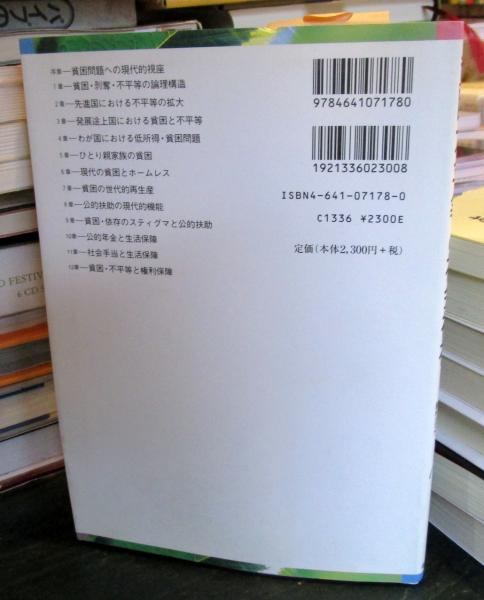 序章—貧困問題への現代的視座
1章—貧困・剝奪・不平等の論理構造
2章—先進国における不平等の拡大
3章—発展途上国における貧困と不平等
4章—わが国における低所得・貧困問題
5章—ひとり親家族の貧困
6章—現代の貧困とホームレス
7章—貧困の世代的再生産
8章—公的扶助の現代的機能
9章—貧困・依存のスティグマと公的扶助
10章—公的年金と生活保障
11章—社会手当と生活保障
12章—貧困・不平等と権利保障
9784641071780
1921336023008
ISBN4-641-07178-0
C1336 ¥2300E
定価(本体2,300円+税)
パイプの
D FESTIV
6 CD S